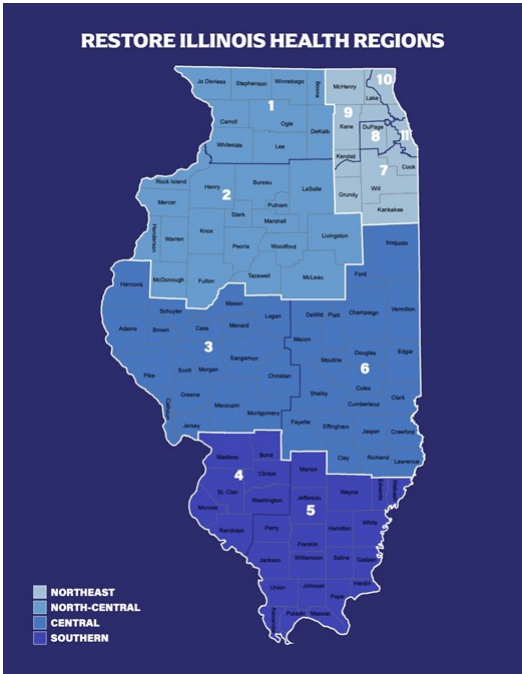 RESTORE ILLINOIS HEALTH REGIONS
Jo Daviess Stephenson Winnebago Boone McHenry 10
Lake
1 9
Carroll Ogle DeKalb Kane DuPage 8 11
Whiteside Lee Kendall
7 Cook
Rock Island Henry Bureau LaSalle Grundy Will
2
Mercer Putnam Kankakee
Stark Marshall
Henderson Warren Knox Peoria Woodford Livingston Iroquois
McDonough Fulton Tazewell McLean Ford
Hancock Mason
Schuyler Logan DeWitt Piatt Champaign Vermilion
Adams Brown Cass Menard Macon
3 Sangamon Moultrie Douglas Edgar
Pike Scott Morgan Christian 6
Coles
Greene Shelby Cumberland Clark
Calhoun Macoupin Montgomery
Jersey Fayette Effingham Jasper Crawford
Madison Bond Clay Richland Lawrence
4 Clinton Marion
St. Clair Washington Jefferson Wayne Edwards Wabash
Monroe 5
Randolph Perry Hamilton White
Franklin
Jackson Williamson Saline Gallatin
Union Johnson Pope Hardin
Alexander Pulaski Massac
NORTHEAST
NORTH-CENTRAL
CENTRAL
SOUTHERN